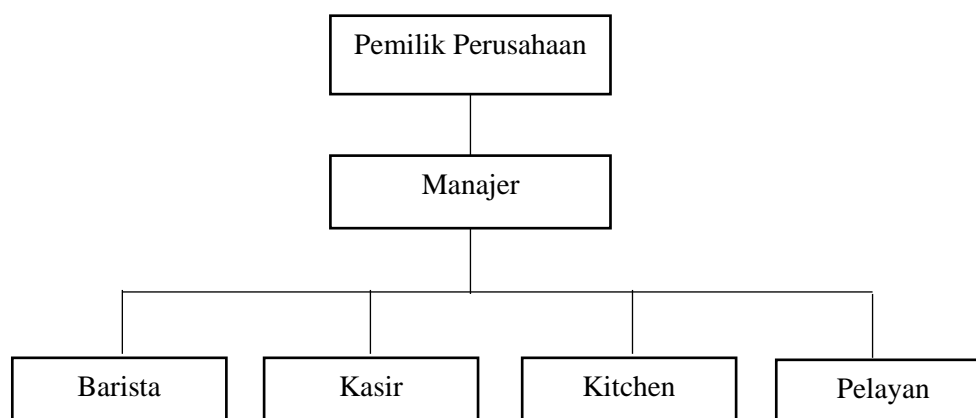 Pemilik Perusahaan
Manajer
Barista
Kasir
Kitchen
Pelayan